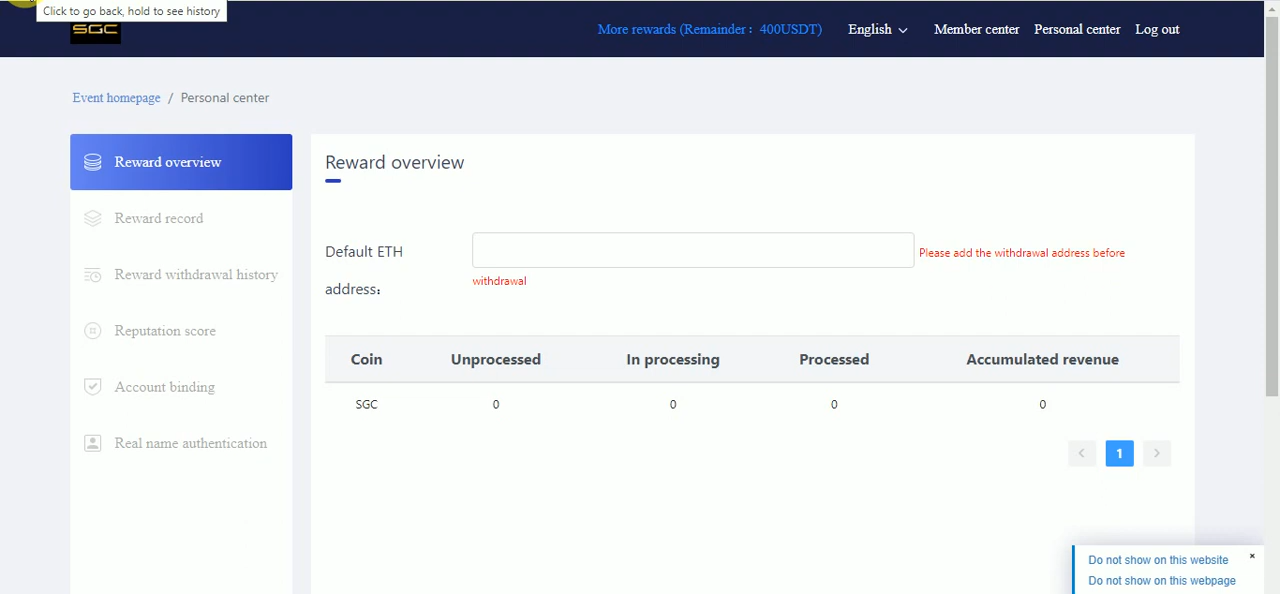 Click to go back, hold to see history
SGC
More rewards (Remainder： 400USDT)
English
Member center
Personal center
Log out
Event homepage / Personal center
Reward overview
Reward record
Reward withdrawal history
Reputation score
Account binding
Real name authentication
Reward overview
Default ETH address：
Please add the withdrawal address before
withdrawal
Coin Unprocessed In processing Processed Accumulated revenue
SGC 0 0 0 0
< 1 >
Do not show on this website
Do not show on this webpage